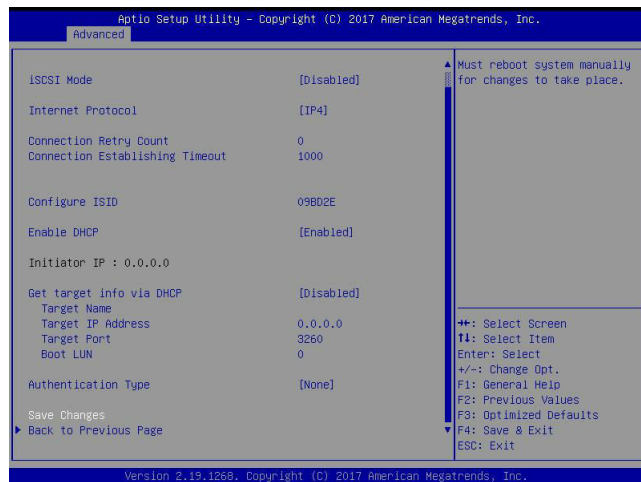 Aptio Setup Utility – Copyright (C) 2017 American Megatrends, Inc.
Advanced
iSCSI Mode [Disabled]
Internet Protocol [IP4]
Connection Retry Count 0
Connection Establishing Timeout 1000
Configure ISID 09BD2E
Enable DHCP [Enabled]
Initiator IP : 0.0.0.0
Get target info via DHCP [Disabled]
Target Name
Target IP Address 0.0.0.0
Target Port 3260
Boot LUN 0
Authentication Type [None]
Save Changes
Back to Previous Page
Must reboot system manually
for changes to take place.
→←: Select Screen
↑↓: Select Item
Enter: Select
+/-: Change Opt.
F1: General Help
F2: Previous Values
F3: Optimized Defaults
F4: Save & Exit
ESC: Exit
Version 2.19.1268. Copyright (C) 2017 American Megatrends, Inc.